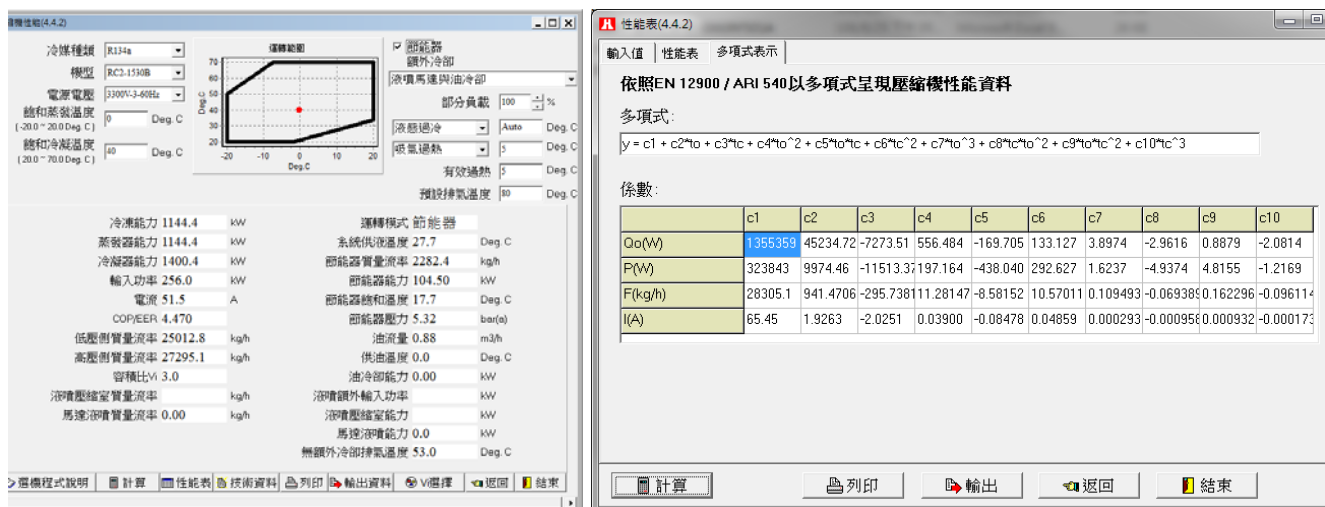 機性能(4.4.2)
冷媒種類 R134a
機型 RC2-1530B
電源電壓 3300V-3-60Hz
飽和蒸發溫度 0 Deg. C
(-20.0 ~ 20.0 Deg. C)
飽和冷凝溫度 40 Deg. C
(20.0 ~ 70.0 Deg. C)
運轉範圍
Deg. C
70
60
50
40
30
20
-20 -10 0 10 20
Deg.C
節能器
額外冷卻
液噴馬達與油冷卻
部分負載 100 %
液態過冷 Auto Deg. C
吸氣過熱 5 Deg. C
有效過熱 5 Deg. C
預設排氣溫度 80 Deg. C
冷凍能力 1144.4 kW
蒸發器能力 1144.4 kW
冷凝器能力 1400.4 kW
輸入功率 256.0 kW
電流 51.5 A
COP/EER 4.470
低壓側質量流率 25012.8 kg/h
高壓側質量流率 27295.1 kg/h
容積比Vi 3.0
液噴壓縮室質量流率 kg/h
馬達液噴質量流率 0.00 kg/h
運轉模式 節能器
系統供液溫度 27.7 Deg. C
節能器質量流率 2282.4 kg/h
節能器能力 104.50 kW
節能器飽和溫度 17.7 Deg. C
節能器壓力 5.32 bar(a)
油流量 0.88 m3/h
供油溫度 0.0 Deg. C
油冷卻能力 0.00 kW
液噴額外輸入功率 kW
液噴壓縮室能力 kW
馬達液噴能力 0.0 kW
無額外冷卻排氣溫度 53.0 Deg. C
選機程式說明 計算 性能表 技術資料 列印 輸出資料 Vi選擇 返回 結束
性能表(4.4.2)
輸入值 性能表 多項式表示
依照EN 12900 / ARI 540以多項式呈現壓縮機性能資料
多項式:
y = c1 + c2*to + c3*tc + c4*to^2 + c5*to*tc + c6*tc^2 + c7*to^3 + c8*tc*to^2 + c9*to*tc^2 + c10*tc^3
係數:
c1 c2 c3 c4 c5 c6 c7 c8 c9 c10
Qo(W) 1355359 45234.72 -7273.51 556.484 -169.705 133.127 3.8974 -2.9616 0.8879 -2.0814
P(W) 323843 9974.46 -11513.37 197.164 -438.040 292.627 1.6237 -4.9374 4.8155 -1.2169
F(kg/h) 28305.1 941.4706 -295.7381 11.28147 -8.58152 10.57011 0.109493 -0.069389 0.162296 -0.096114
I(A) 65.45 1.9263 -2.0251 0.03900 -0.08478 0.04859 0.000293 -0.000956 0.000932 -0.000173
計算 列印 輸出 返回 結束